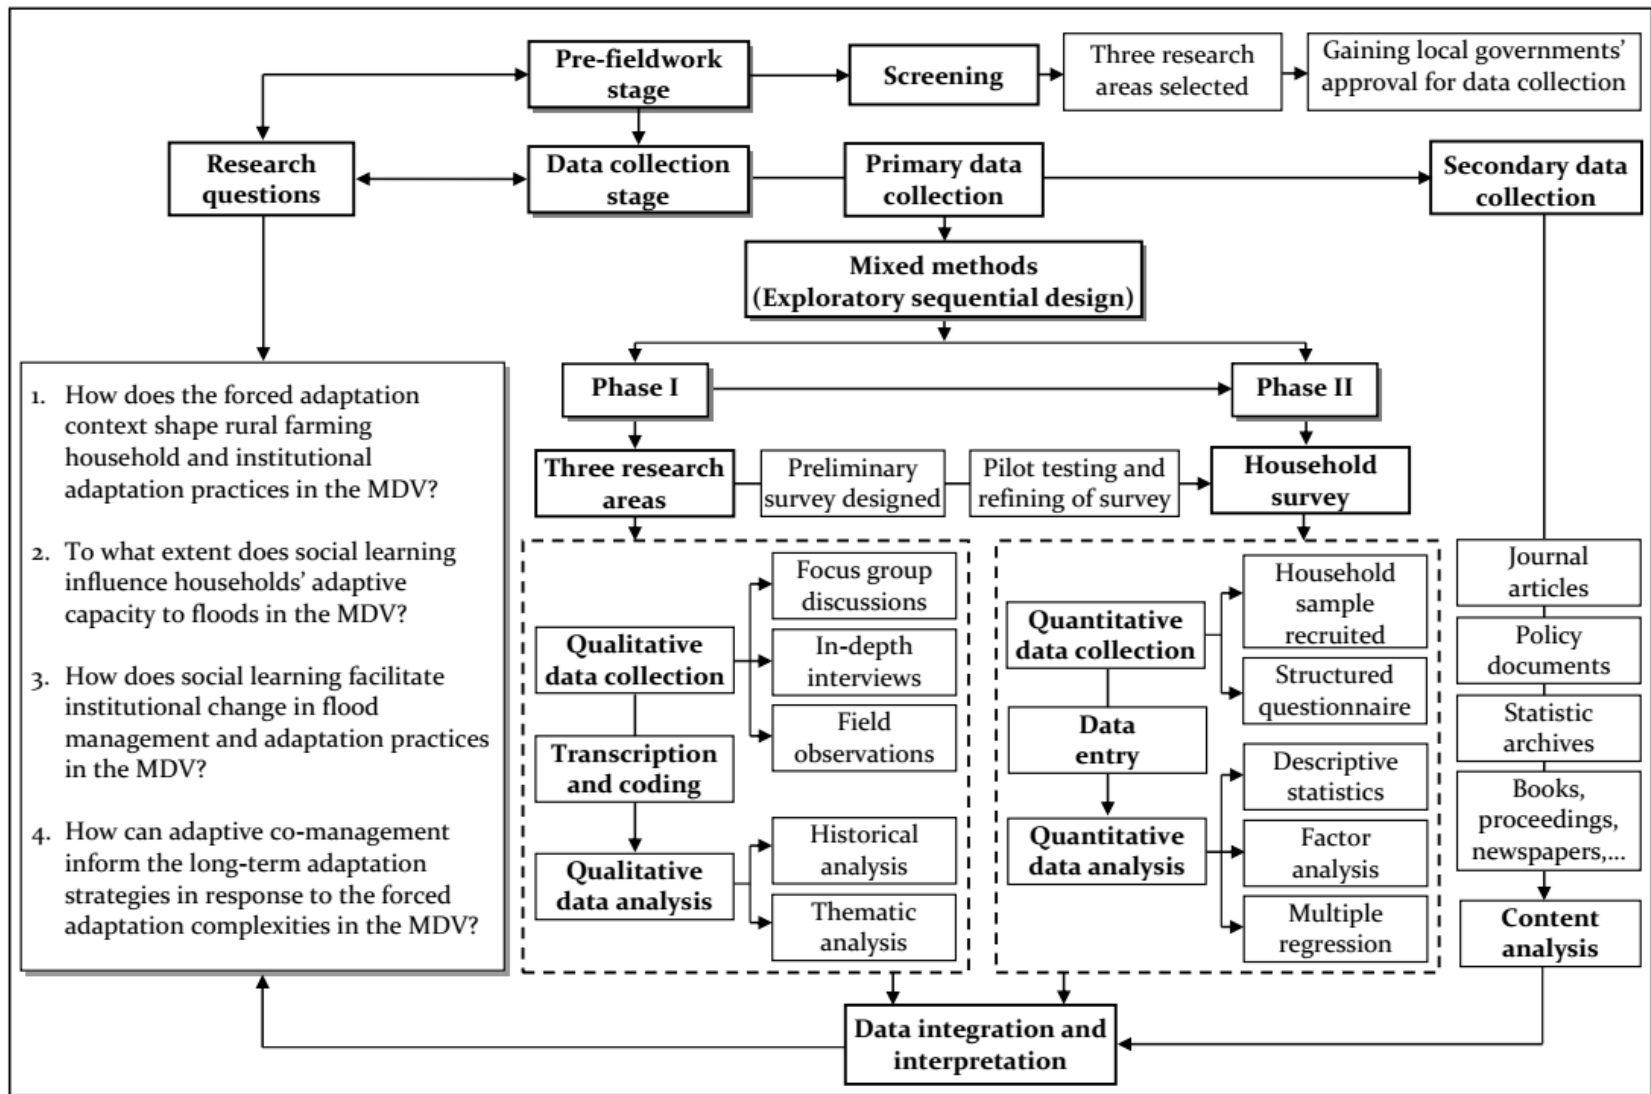 Pre-fieldwork
stage
Screening
Three research
areas selected
Gaining local governments’
approval for data collection
Research
questions
Data collection
stage
Primary data
collection
Secondary data
collection
Mixed methods
(Exploratory sequential design)
Phase I
Phase II
1. How does the forced adaptation
context shape rural farming
household and institutional
adaptation practices in the MDV?
2. To what extent does social learning
influence households’ adaptive
capacity to floods in the MDV?
3. How does social learning facilitate
institutional change in flood
management and adaptation practices
in the MDV?
4. How can adaptive co-management
inform the long-term adaptation
strategies in response to the forced
adaptation complexities in the MDV?
Three research
areas
Preliminary
survey designed
Pilot testing and
refining of survey
Household
survey
Qualitative
data collection
Focus group
discussions
In-depth
interviews
Field
observations
Transcription
and coding
Qualitative
data analysis
Historical
analysis
Thematic
analysis
Quantitative
data collection
Household
sample
recruited
Structured
questionnaire
Data
entry
Quantitative
data analysis
Descriptive
statistics
Factor
analysis
Multiple
regression
Journal
articles
Policy
documents
Statistic
archives
Books,
proceedings,
newspapers,...
Content
analysis
Data integration and
interpretation